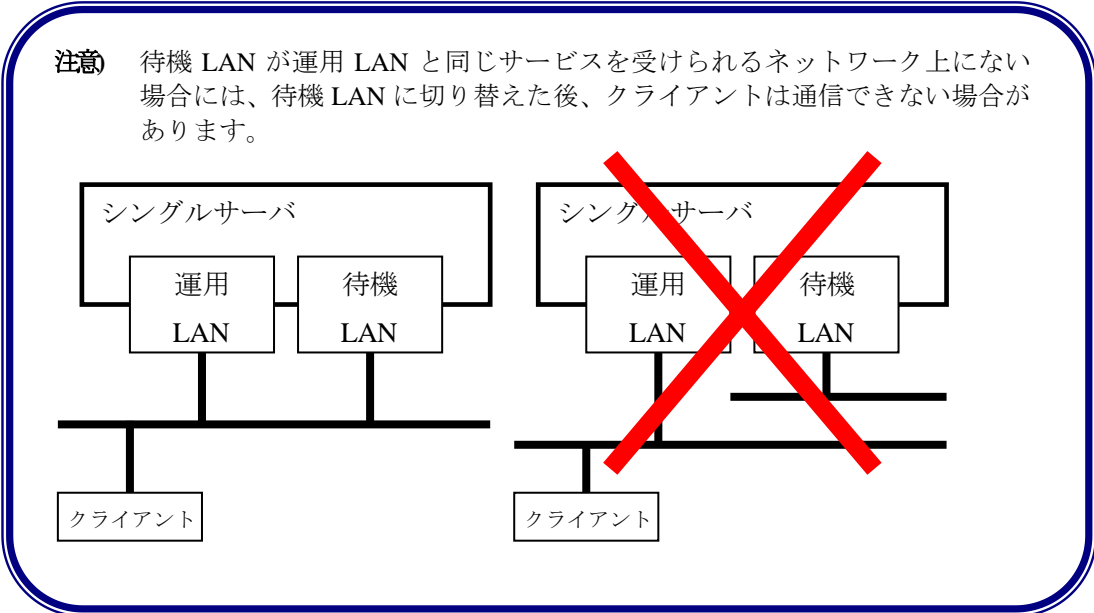 注意) 待機 LAN が運用 LAN と同じサービスを受けられるネットワーク上にない
場合には、待機 LAN に切り替えた後、クライアントは通信できない場合が
あります。
シングルサーバ
運用
LAN
待機
LAN
クライアント
シングルサーバ
運用
LAN
待機
LAN
クライアント